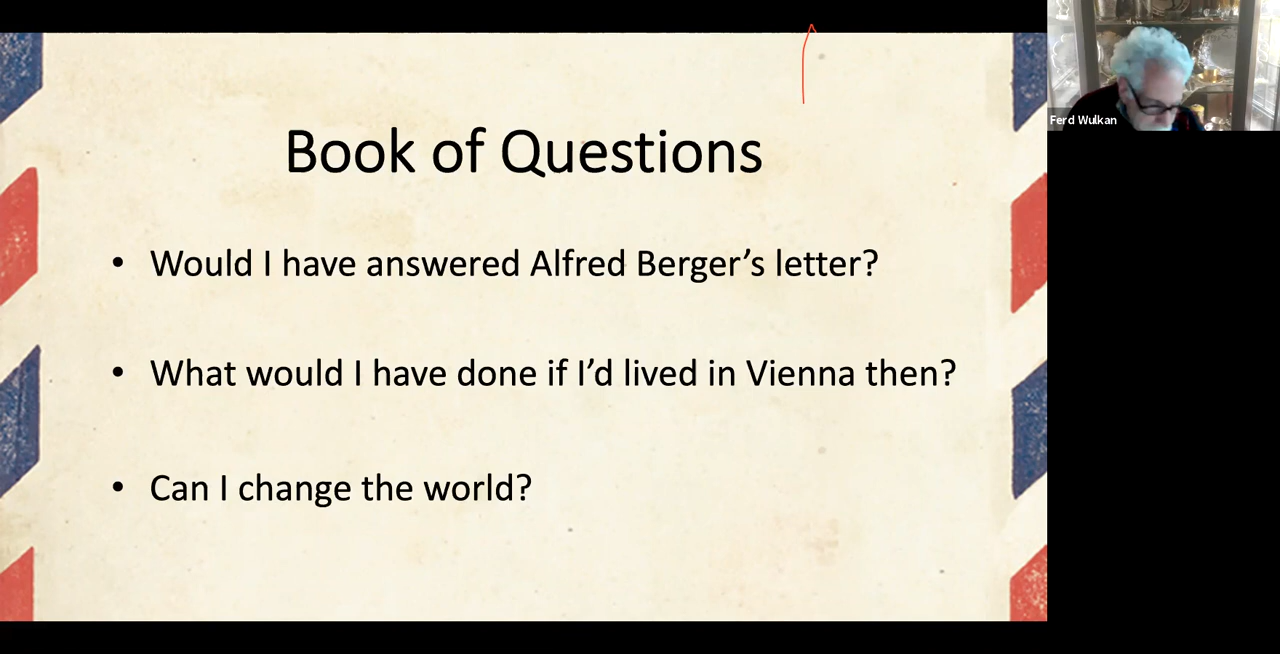 Book of Questions
• Would I have answered Alfred Berger’s letter?
• What would I have done if I’d lived in Vienna then?
• Can I change the world?
Ferd Wulkan